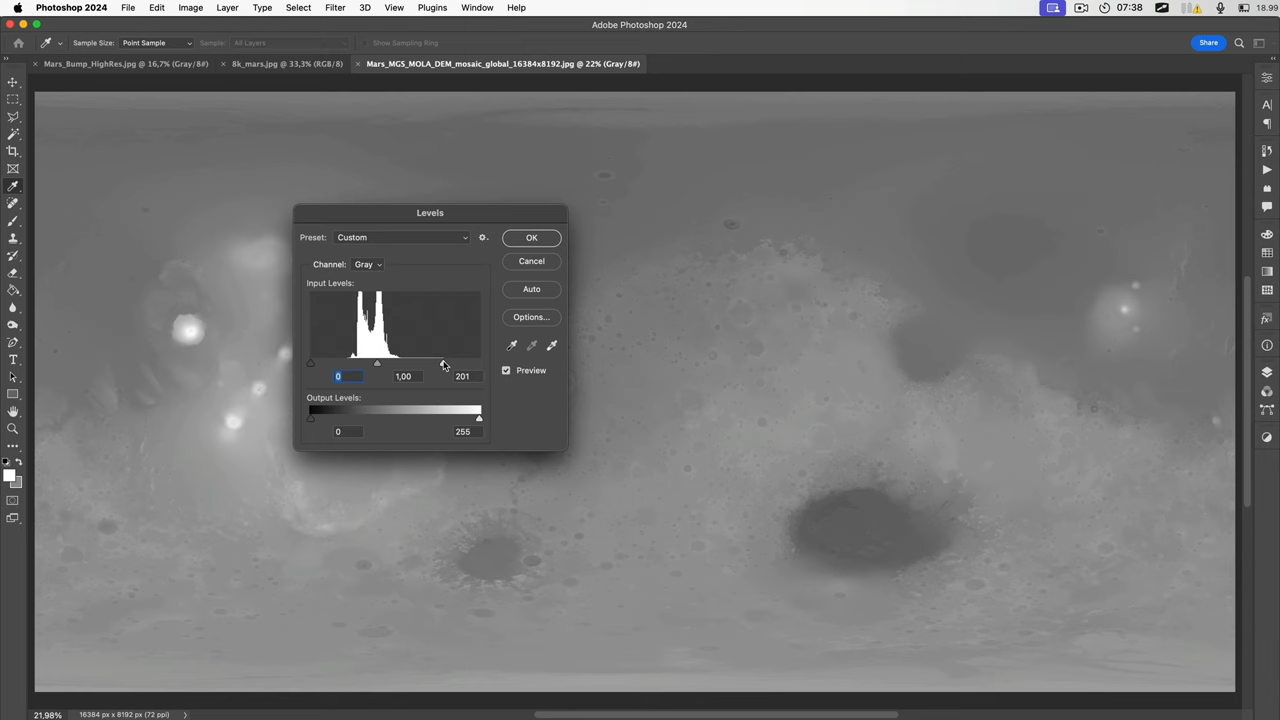 Photoshop 2024 File Edit Image Layer Type Select Filter 3D View Plugins Window Help 07:38 18.99
Adobe Photoshop 2024
Sample Size: Point Sample Sample: All Layers Show Sampling Ring Share
Mars_Bump_HighRes.jpg @ 16,7% (Gray/8#) 8k_mars.jpg @ 33,3% (RGB/8) Mars_MGS_MOLA_DEM_mosaic_global_16384x8192.jpg @ 22% (Gray/8#)
Levels
Preset: Custom OK
Channel: Gray Cancel
Input Levels: Auto
Options...
Preview
0 1,00 201
Output Levels:
0 255
21,98% 16384 px x 8192 px (72 ppi)